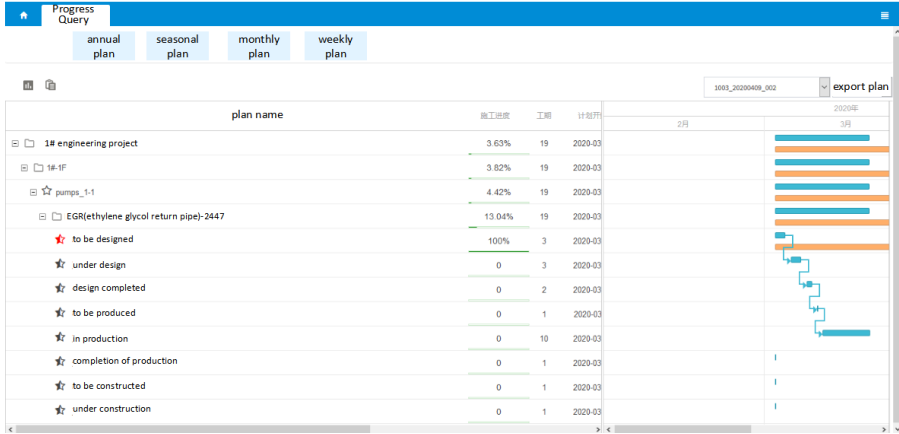 Progress
Query
annual
plan
seasonal
plan
monthly
plan
weekly
plan
1003_20200409_002
export plan
plan name
施工进度
工期
计划开
2020年
2月
3月
1# engineering project
3.63%
19
2020-03
1#-1F
3.82%
19
2020-03
pumps_1-1
4.42%
19
2020-03
EGR(ethylene glycol return pipe)-2447
13.04%
19
2020-03
to be designed
100%
3
2020-03
under design
0
3
2020-03
design completed
0
2
2020-03
to be produced
0
1
2020-03
in production
0
10
2020-03
completion of production
0
1
2020-03
to be constructed
0
1
2020-03
under construction
0
1
2020-03